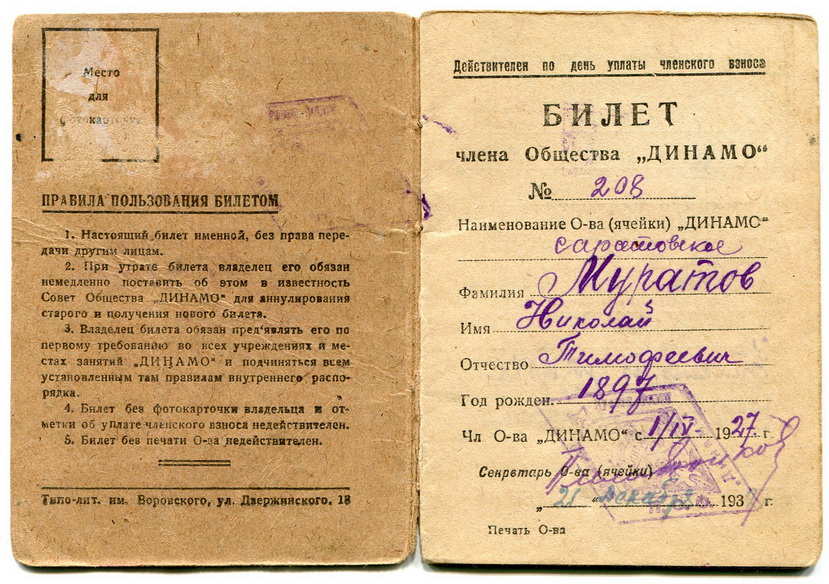 Место
для
фотокарточки
ПРАВИЛА ПОЛЬЗОВАНИЯ БИЛЕТОМ
1. Настоящий билет именной, без права пере-
дачи другим лицам.
2. При утрате билета владелец его обязан
немедленно поставить об этом в известность
Совет Общества „ДИНАМО" для аннулирования
старого и получения нового билета.
3. Владелец билета обязан пред'являть его по
первому требованию во всех учреждениях и ме-
стах занятий „ДИНАМО" и подчиняться всем
установленным там правилам внутреннего распо-
рядка.
4. Билет без фотокарточки владельца и от-
метки об уплате членского взноса недействителен.
5. Билет без печати О-ва недействителен.
Типо-лит. им. Воровского, ул. Дзержинского, 18
Действителен по день уплаты членского взноса
БИЛЕТ
члена Общества „ДИНАМО"
№ 208
Наименование О-ва (ячейки) „ДИНАМО"
саратовское
Фамилия Муратов
Имя Николай
Отчество Тимофеевич
Год рожден. 1897.
Чл О-ва „ДИНАМО" с 1/IV 1927 г.
Секретарь О-ва (ячейки)
„21" декабря 193 г.
Печать О-ва